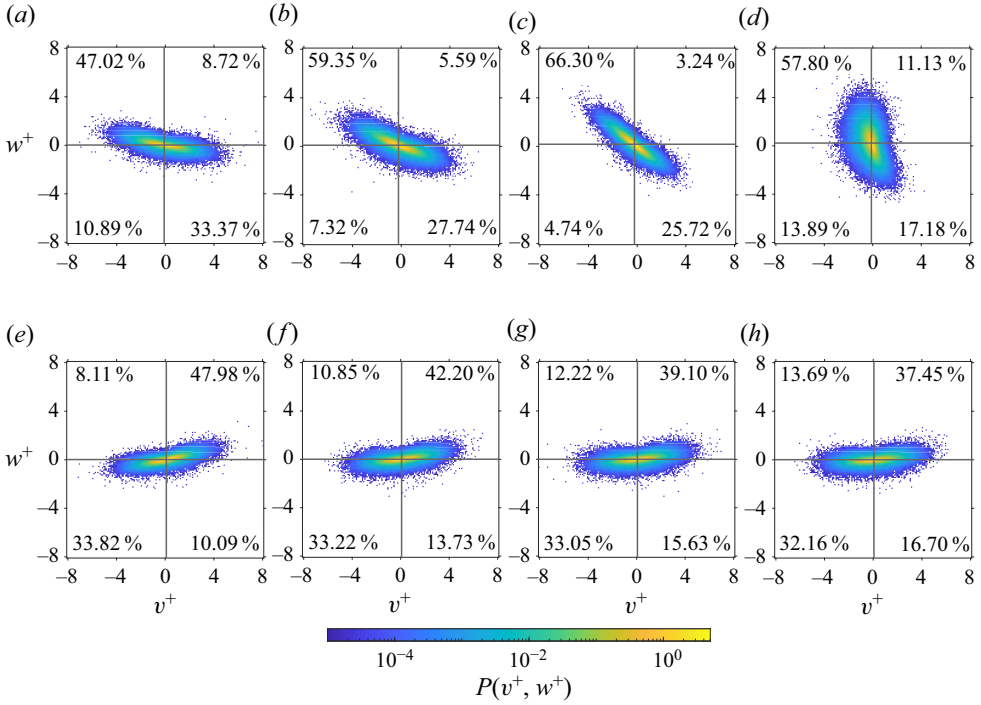 (a) (b) (c) (d)
8 8 8 8
47.02 % 8.72 % 59.35 % 5.59 % 66.30 % 3.24 % 57.80 % 11.13 %
4 4 4 4
w+ 0 0 0 0
−4 −4 −4 −4
10.89 % 33.37 % 7.32 % 27.74 % 4.74 % 25.72 % 13.89 % 17.18 %
−8 −8 −8 −8
−8 −4 0 4 8 −8 −4 0 4 8 −8 −4 0 4 8 −8 −4 0 4 8
(e) (f) (g) (h)
8 8 8 8
8.11 % 47.98 % 10.85 % 42.20 % 12.22 % 39.10 % 13.69 % 37.45 %
4 4 4 4
w+ 0 0 0 0
−4 −4 −4 −4
33.82 % 10.09 % 33.22 % 13.73 % 33.05 % 15.63 % 32.16 % 16.70 %
−8 −8 −8 −8
−8 −4 0 4 8 −8 −4 0 4 8 −8 −4 0 4 8 −8 −4 0 4 8
v+ v+ v+ v+
10−4 10−2 100
P(v+, w+)